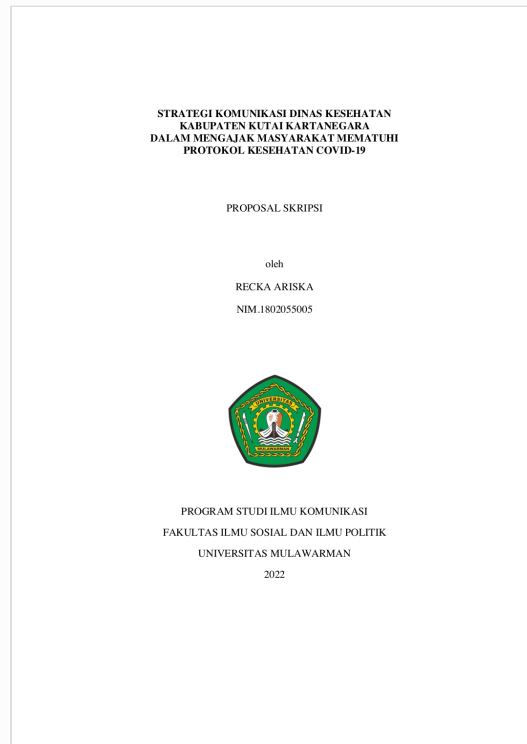 STRATEGI KOMUNIKASI DINAS KESEHATAN
KABUPATEN KUTAI KARTANEGARA
DALAM MENGAJAK MASYARAKAT MEMATUHI
PROTOKOL KESEHATAN COVID-19
PROPOSAL SKRIPSI
oleh
RECKA ARISKA
NIM.1802055005
UNIVERSITAS
MULAWARMAN
PROGRAM STUDI ILMU KOMUNIKASI
FAKULTAS ILMU SOSIAL DAN ILMU POLITIK
UNIVERSITAS MULAWARMAN
2022